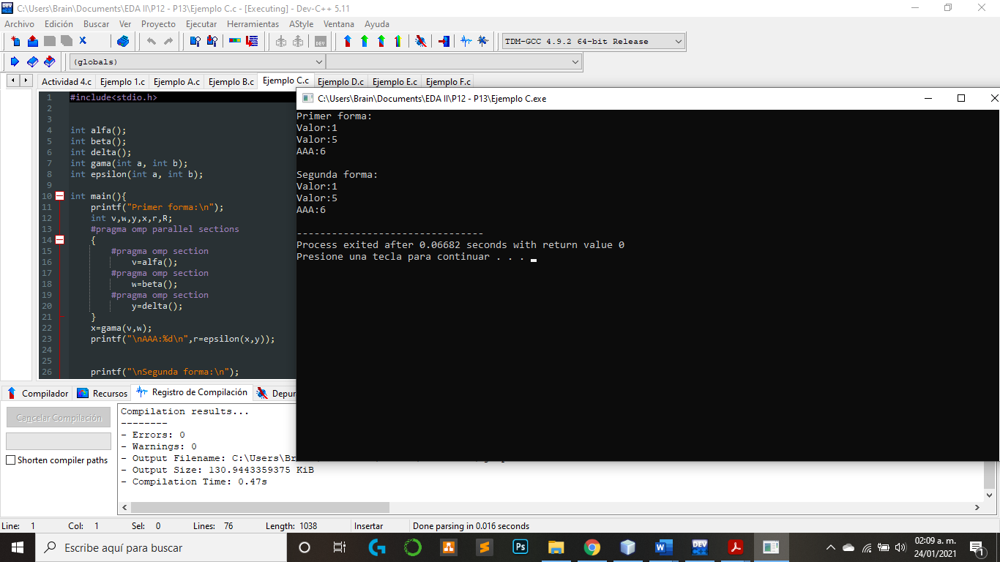 C:\Users\Brain\Documents\EDA II\P12 - P13\Ejemplo C.c - [Executing] - Dev-C++ 5.11
Archivo Edición Buscar Ver Proyecto Ejecutar Herramientas AStyle Ventana Ayuda
TDM-GCC 4.9.2 64-bit Release
(globals)
Actividad 4.c Ejemplo 1.c Ejemplo A.c Ejemplo B.c Ejemplo C.c Ejemplo D.c Ejemplo E.c Ejemplo F.c
1 #include<stdio.h>
2
3
4 int alfa();
5 int beta();
6 int delta();
7 int gama(int a, int b);
8 int epsilon(int a, int b);
9
10 int main(){
11 printf("Primer forma:\n");
12 int v,w,y,x,r,R;
13 #pragma omp parallel sections
14 {
15 #pragma omp section
16 v=alfa();
17 #pragma omp section
18 w=beta();
19 #pragma omp section
20 y=delta();
21 }
22 x=gama(v,w);
23 printf("\nAAA:%d\n",r=epsilon(x,y));
24
25
26 printf("\nSegunda forma:\n");
C:\Users\Brain\Documents\EDA II\P12 - P13\Ejemplo C.exe
Primer forma:
Valor:1
Valor:5
AAA:6
Segunda forma:
Valor:1
Valor:5
AAA:6
--------------------------------
Process exited after 0.06682 seconds with return value 0
Presione una tecla para continuar . . .
Compilador Recursos Registro de Compilación Depur
Cancelar Compilación
Shorten compiler paths
Compilation results...
--------
- Errors: 0
- Warnings: 0
- Output Filename: C:\Users\Br
- Output Size: 130.9443359375 KiB
- Compilation Time: 0.47s
Line: 1 Col: 1 Sel: 0 Lines: 76 Length: 1038 Insertar Done parsing in 0.016 seconds
Escribe aquí para buscar
Ps
DEV
02:09 a. m.
24/01/2021
1